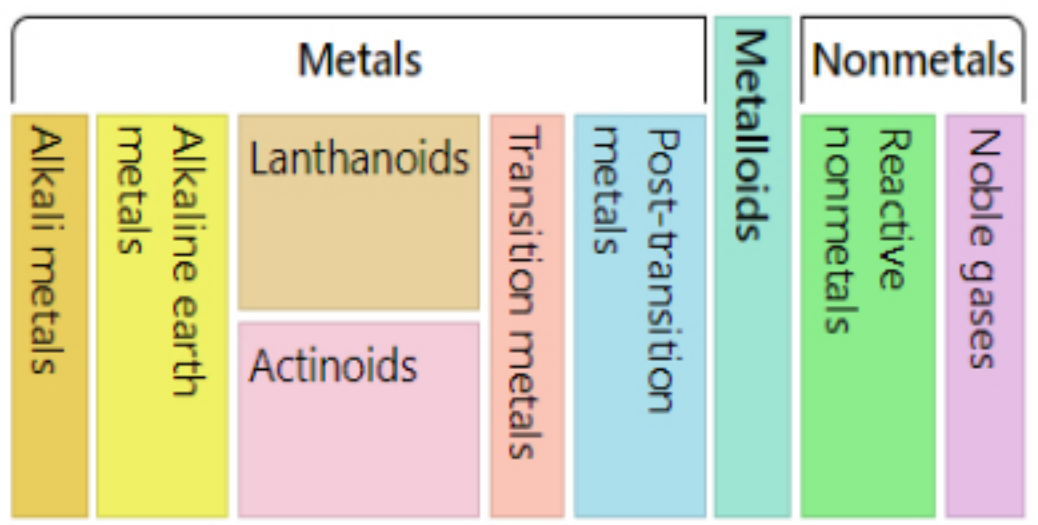 Metals
Metalloids
Nonmetals
Alkali metals
Alkaline earth
metals
Lanthanoids
Actinoids
Transition metals
Post-transition
metals
Reactive
nonmetals
Noble gases